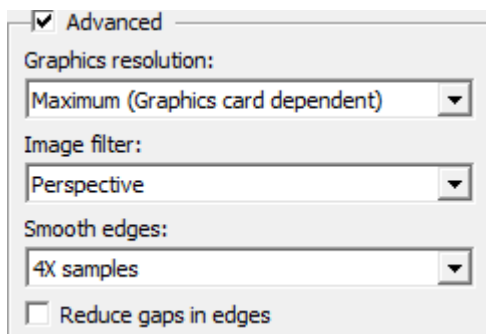 Advanced
Graphics resolution:
Maximum (Graphics card dependent)
Image filter:
Perspective
Smooth edges:
4X samples
Reduce gaps in edges